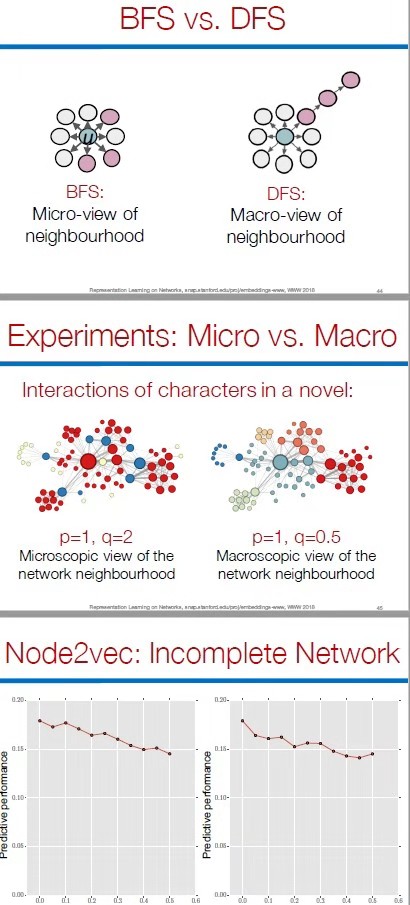 BFS vs. DFS
u
BFS:
Micro-view of
neighbourhood
DFS:
Macro-view of
neighbourhood
Representation Learning on Networks, snap.stanford.edu/proj/embeddings-www, WWW 2018
44
Experiments: Micro vs. Macro
Interactions of characters in a novel:
p=1, q=2
Microscopic view of the
network neighbourhood
p=1, q=0.5
Macroscopic view of the
network neighbourhood
Representation Learning on Networks, snap.stanford.edu/proj/embeddings-www, WWW 2018
45
Node2vec: Incomplete Network
Predictive performance
0.20
0.15
0.10
0.05
0.00
0.0 0.1 0.2 0.3 0.4 0.5 0.6
Predictive performance
0.20
0.15
0.10
0.05
0.00
0.0 0.1 0.2 0.3 0.4 0.5 0.6